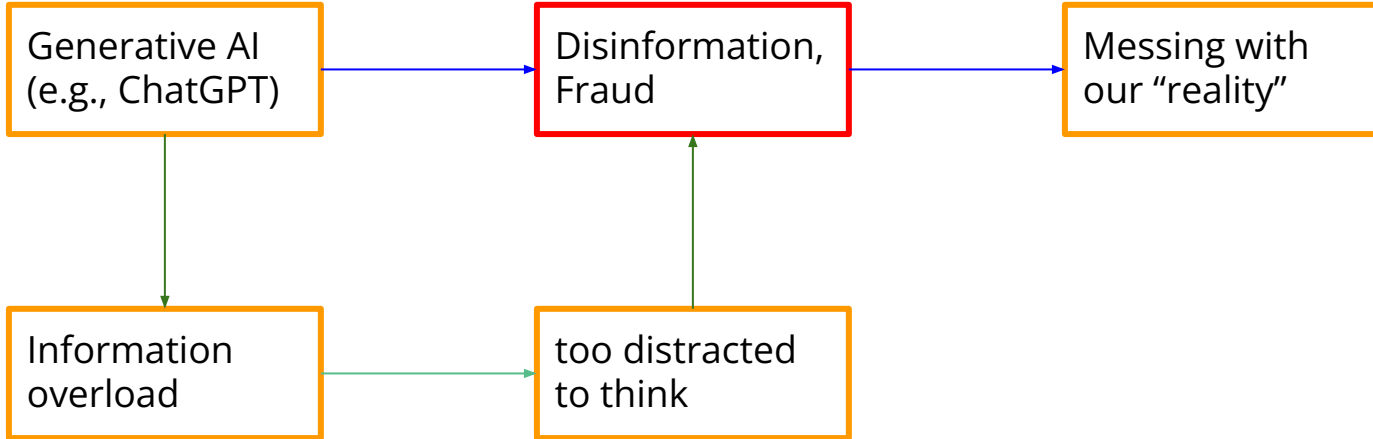 Generative AI
(e.g., ChatGPT)
Disinformation,
Fraud
Messing with
our “reality”
Information
overload
too distracted
to think